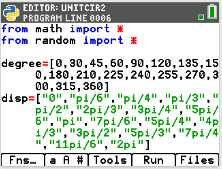 EDITOR: UNITCIR2
PROGRAM LINE 0006
from math import *
from random import *
degree=[0,30,45,60,90,120,135,15
0,180,210,225,240,255,270,3
00,315,360]
disp=["0","pi/6","pi/4","pi/3","pi
/2","2pi/3","3pi/4","5pi/6"
,"pi","7pi/6","5pi/4","4pi
/3","3pi/2","5pi/3","7pi/4"
,"11pi/6","2pi"]
Fns…
a A #
Tools
Run
Files